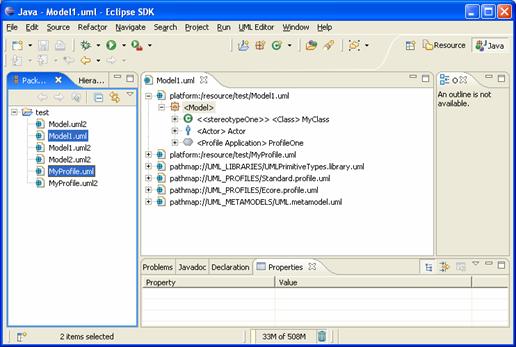 Java - Model1.uml - Eclipse SDK
File Edit Source Refactor Navigate Search Project Run UML Editor Window Help
Resource Java
Pack... Hiera...
test
Model.uml2
Model1.uml
Model1.uml2
Model2.uml2
MyProfile.uml
MyProfile.uml2
Model1.uml
platform:/resource/test/Model1.uml
<Model>
<<stereotypeOne>> <Class> MyClass
<Actor> Actor
<Profile Application> ProfileOne
platform:/resource/test/MyProfile.uml
pathmap://UML_LIBRARIES/UMLPrimitiveTypes.library.uml
pathmap://UML_PROFILES/Standard.profile.uml
pathmap://UML_PROFILES/Ecore.profile.uml
pathmap://UML_METAMODELS/UML.metamodel.uml
O
An outline is not
available.
Problems Javadoc Declaration Properties
Property Value
2 items selected
33M of 508M